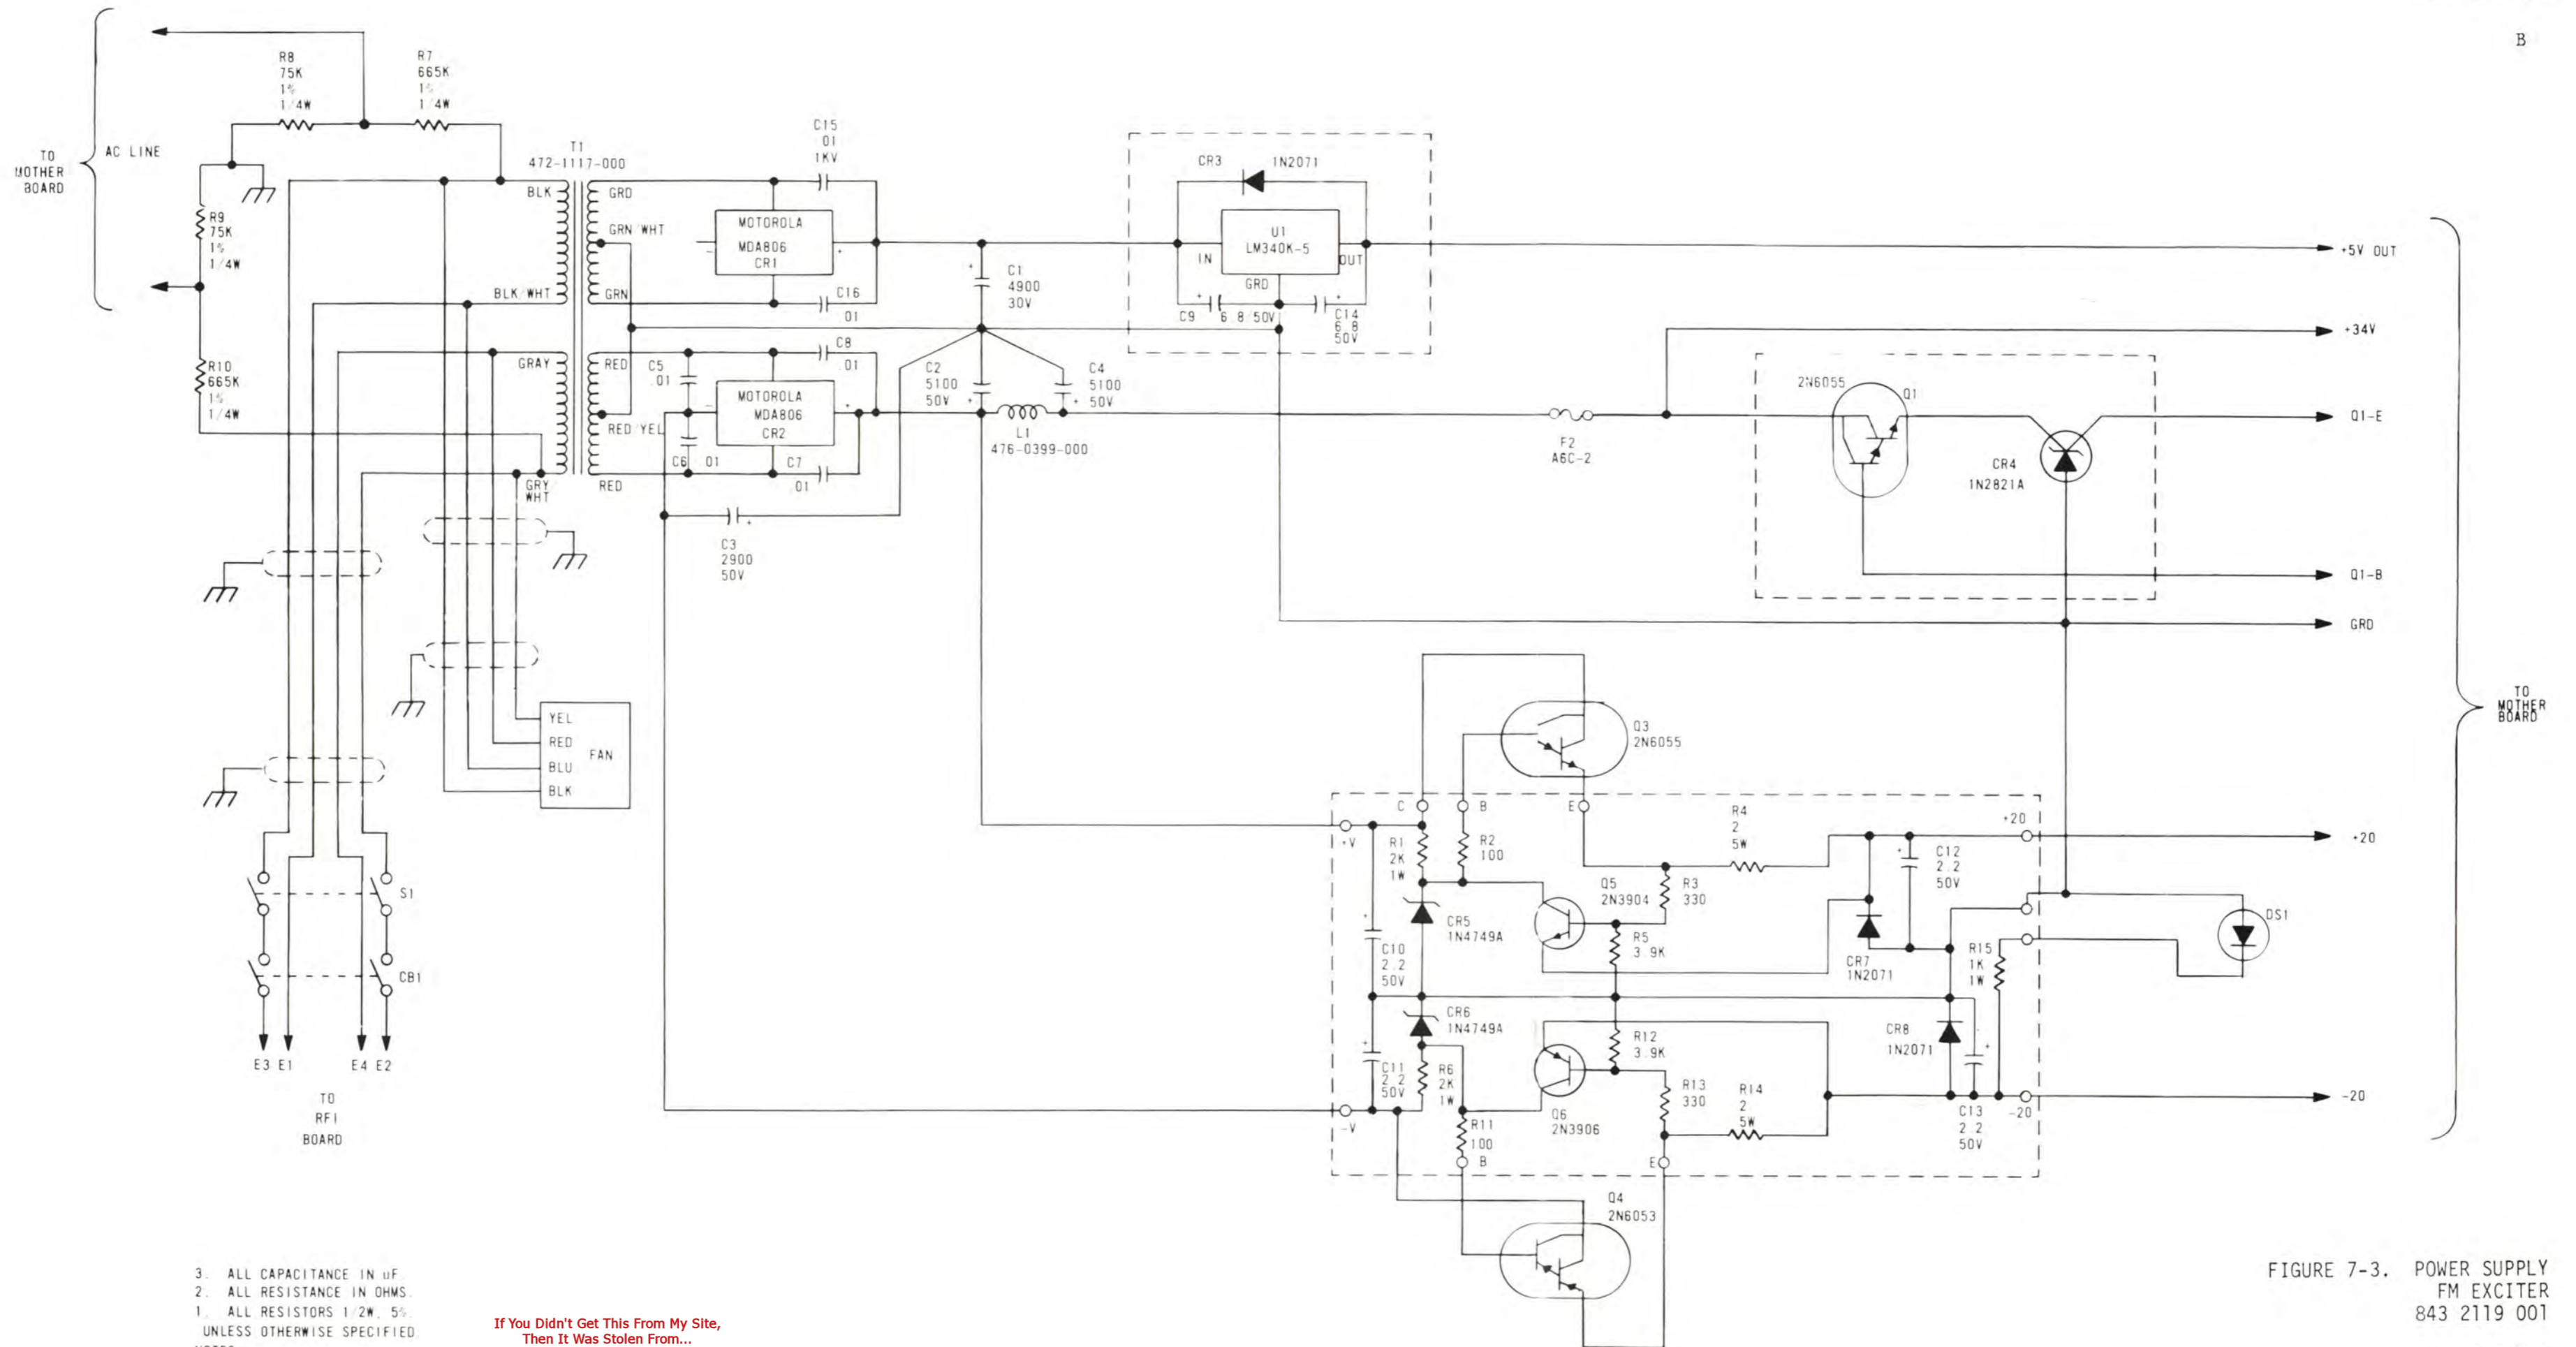 B
R8
75K
1%
1/4W
R7
665K
1%
1/4W
TO
MOTHER
BOARD
AC LINE
R9
75K
1%
1/4W
R10
665K
1%
1/4W
T1
472-1117-000
BLK
GRD
GRN/WHT
BLK/WHT
GRN
GRAY
RED
RED/YEL
GRY
WHT
RED
C15
.01
1KV
MOTOROLA
MDA806
CR1
-
+
C16
.01
C1
4900
30V
+
C5
.01
C8
.01
MOTOROLA
MDA806
CR2
-
+
C6 .01
C7
.01
C2
5100
50V
+
C4
5100
50V
+
L1
476-0399-000
C3
2900
50V
+
CR3 1N2071
U1
LM340K-5
IN
OUT
GRD
C9 6.8/50V
+
C14
6.8
50V
+
F2
A6C-2
2N6055
Q1
CR4
1N2821A
+5V OUT
+34V
Q1-E
Q1-B
GRD
+20
-20
TO
MOTHER
BOARD
YEL
RED
BLU
BLK
FAN
S1
CB1
E3 E1
E4 E2
TO
RFI
BOARD
Q3
2N6055
C
B
E
+V
R1
2K
1W
R2
100
R4
2
5W
+20
C12
2.2
50V
+
Q5
2N3904
R3
330
CR5
1N4749A
R5
3.9K
C10
2.2
50V
+
CR7
1N2071
R15
1K
1W
DS1
CR6
1N4749A
R12
3.9K
CR8
1N2071
+
C11
2.2
50V
+
R6
2K
1W
R13
330
R14
2
5W
Q6
2N3906
C13
2.2
50V
-20
-V
R11
100
B
E
Q4
2N6053
3. ALL CAPACITANCE IN uF.
2. ALL RESISTANCE IN OHMS.
1. ALL RESISTORS 1/2W, 5%
UNLESS OTHERWISE SPECIFIED
If You Didn't Get This From My Site,
Then It Was Stolen From...
FIGURE 7-3. POWER SUPPLY
FM EXCITER
843 2119 001